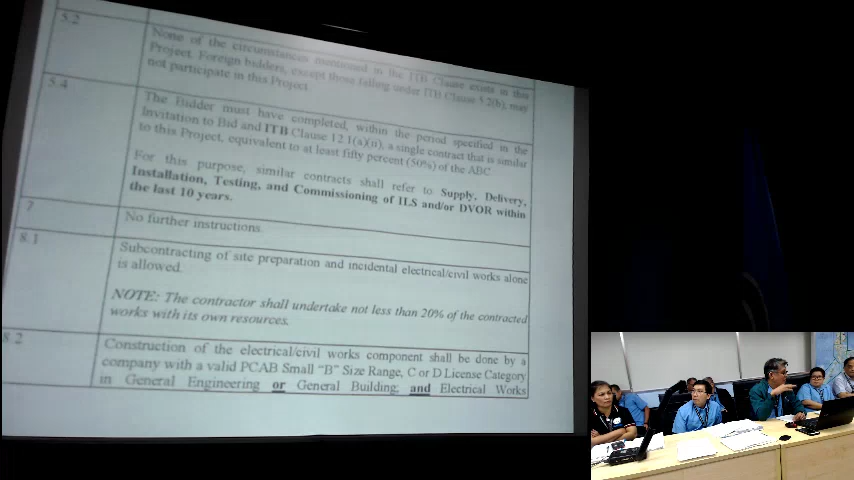 5.2
None of the circumstances mentioned in the ITB Clause exists in this
Project. Foreign bidders, except those falling under ITB Clause 5.2(b), may
not participate in this Project
5.4
The Bidder must have completed, within the period specified in the
Invitation to Bid and ITB Clause 12.1(a)(ii), a single contract that is similar
to this Project, equivalent to at least fifty percent (50%) of the ABC
For this purpose, similar contracts shall refer to Supply, Delivery,
Installation, Testing, and Commissioning of ILS and/or DVOR within
the last 10 years.
7
No further instructions
8.1
Subcontracting of site preparation and incidental electrical/civil works alone
is allowed.
NOTE: The contractor shall undertake not less than 20% of the contracted
works with its own resources.
8.2
Construction of the electrical/civil works component shall be done by a
company with a valid PCAB Small "B" Size Range, C or D License Category
in General Engineering or General Building; and Electrical Works